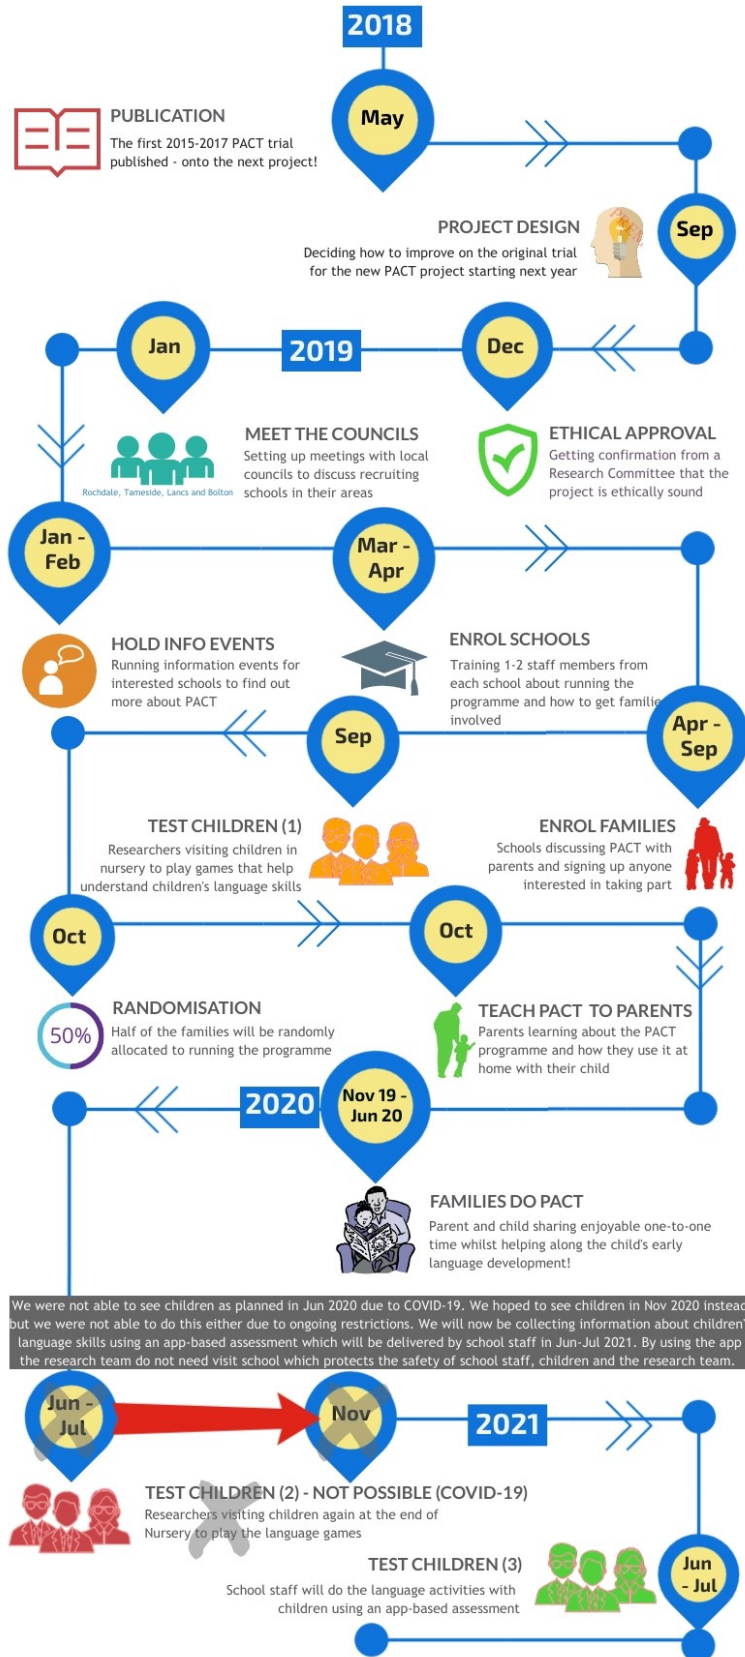 2018
May
PUBLICATION
The first 2015-2017 PACT trial
published - onto the next project!
Sep
PROJECT DESIGN
Deciding how to improve on the original trial
for the new PACT project starting next year
Dec
2019
Jan
ETHICAL APPROVAL
Getting confirmation from a
Research Committee that the
project is ethically sound
MEET THE COUNCILS
Setting up meetings with local
councils to discuss recruiting
schools in their areas
Rochdale, Tameside, Lancs and Bolton
Jan -
Feb
HOLD INFO EVENTS
Running information events for
interested schools to find out
more about PACT
Mar -
Apr
ENROL SCHOOLS
Training 1-2 staff members from
each school about running the
programme and how to get familie
involved
Apr -
Sep
ENROL FAMILIES
Schools discussing PACT with
parents and signing up anyone
interested in taking part
Sep
TEST CHILDREN (1)
Researchers visiting children in
nursery to play games that help
understand children's language skills
Oct
RANDOMISATION
50%
Half of the families will be randomly
allocated to running the programme
Oct
TEACH PACT TO PARENTS
Parents learning about the PACT
programme and how they use it at
home with their child
2020
Nov 19 -
Jun 20
FAMILIES DO PACT
Parent and child sharing enjoyable one-to-one
time whilst helping along the child's early
language development!
We were not able to see children as planned in Jun 2020 due to COVID-19. We hoped to see children in Nov 2020 instead
but we were not able to do this either due to ongoing restrictions. We will now be collecting information about children'
language skills using an app-based assessment which will be delivered by school staff in Jun-Jul 2021. By using the app
the research team do not need visit school which protects the safety of school staff, children and the research team.
Jun -
Jul
Nov
2021
TEST CHILDREN (2) - NOT POSSIBLE (COVID-19)
Researchers visiting children again at the end of
Nursery to play the language games
Jun
- Jul
TEST CHILDREN (3)
School staff will do the language activities with
children using an app-based assessment